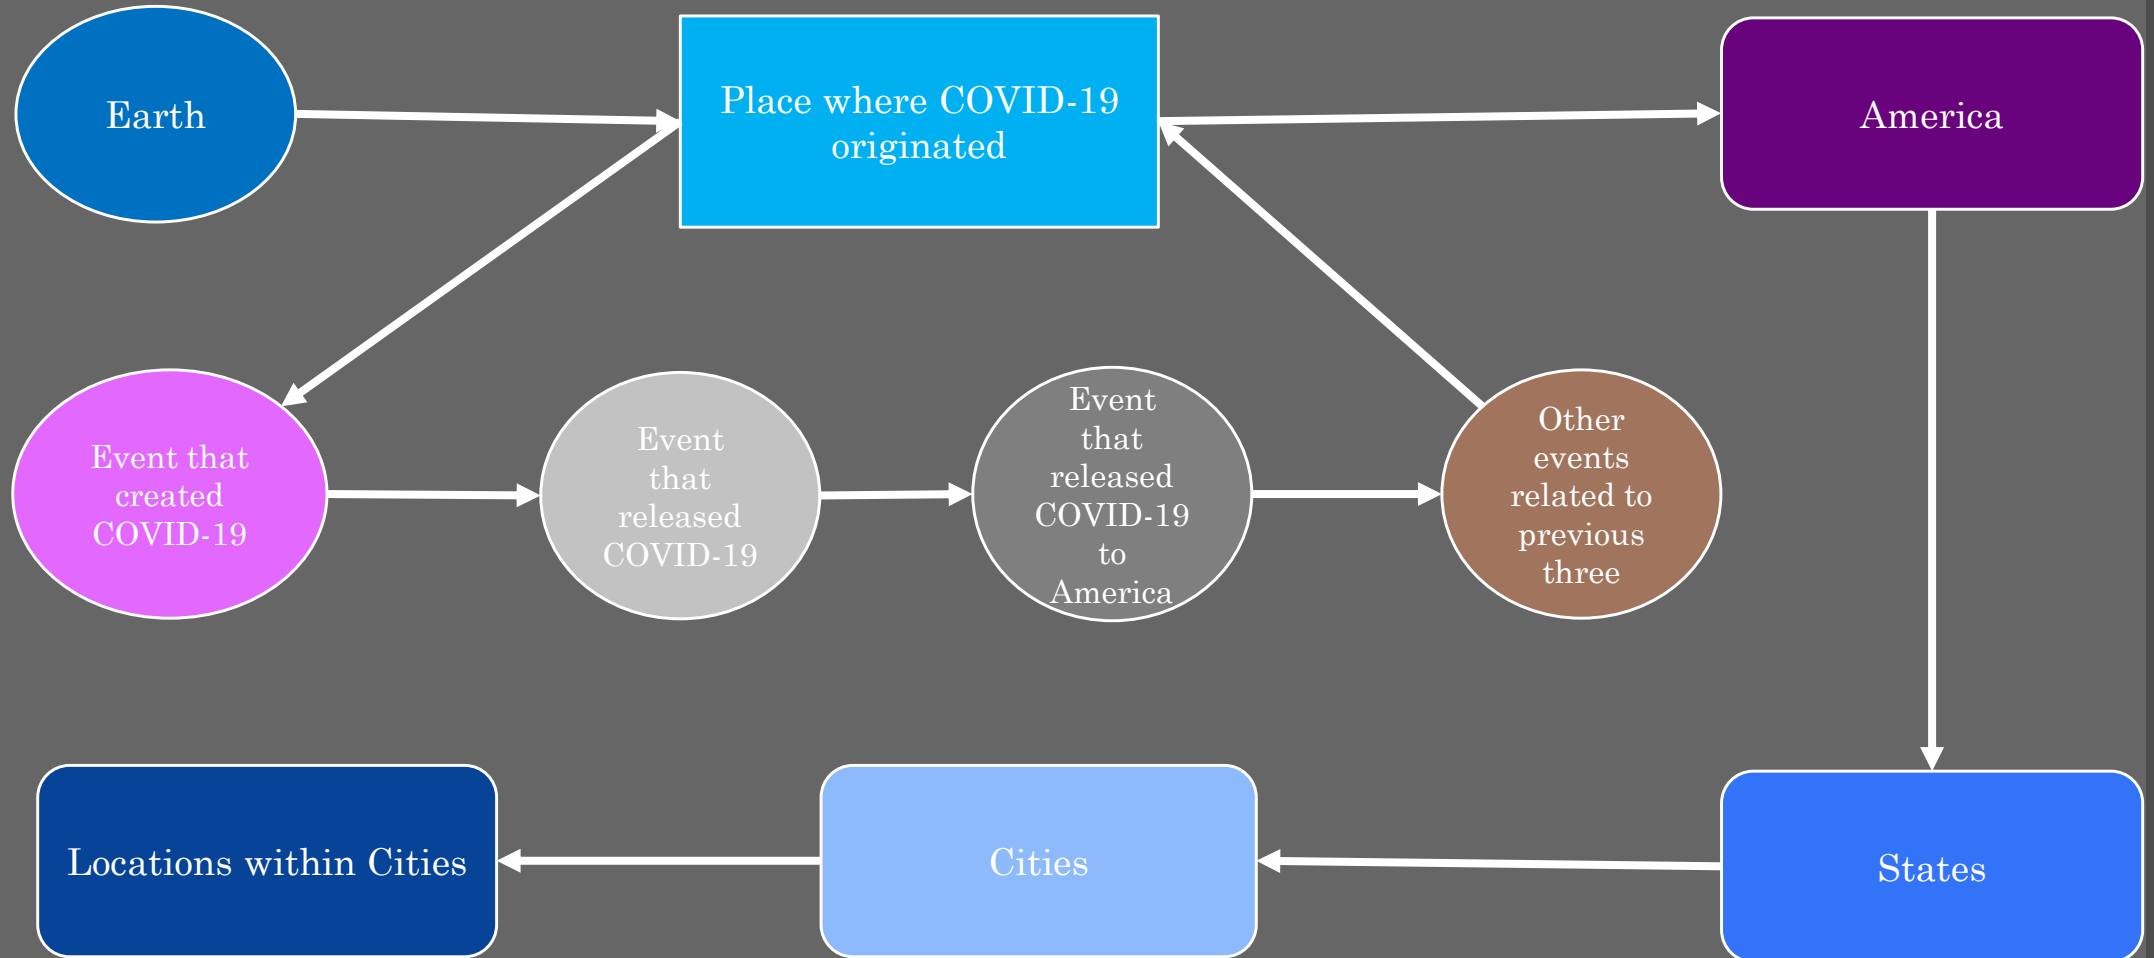 Earth
Place where COVID-19
originated
America
Event that
created
COVID-19
Event
that
released
COVID-19
Event
that
released
COVID-19
to
America
Other
events
related to
previous
three
Locations within Cities
Cities
States